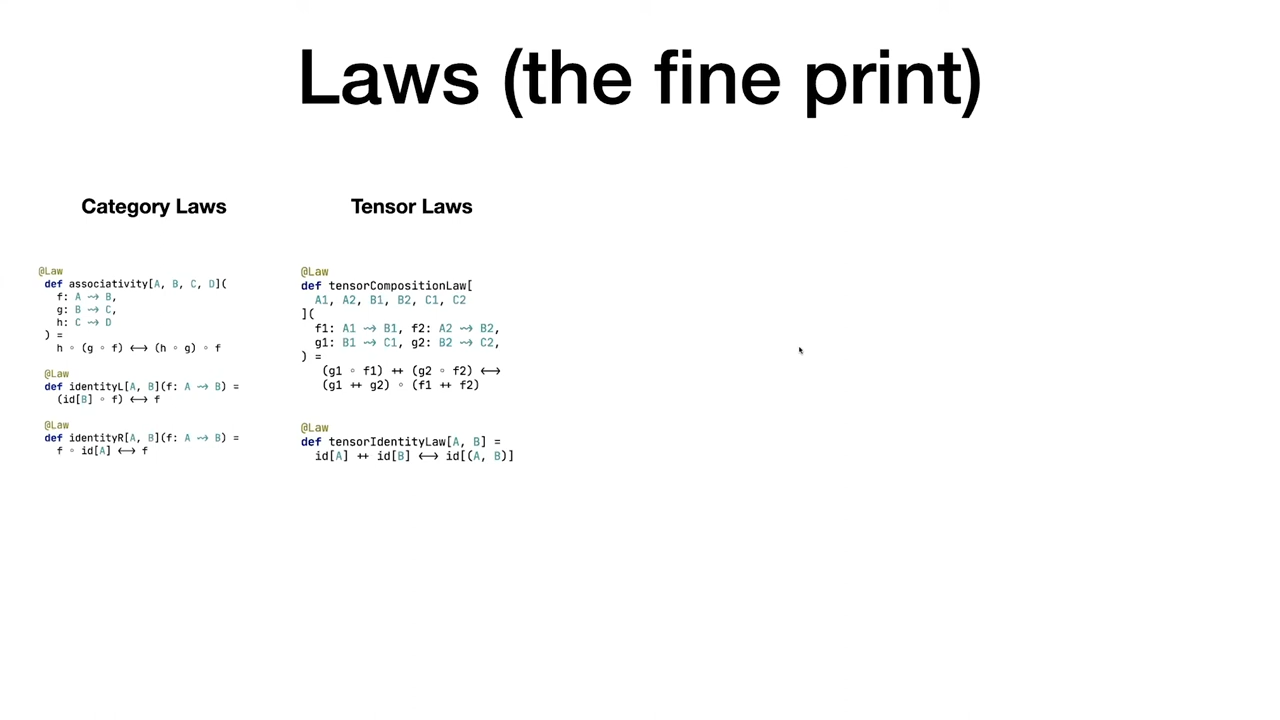 Laws (the fine print)
Category Laws
@Law
def associativity[A, B, C, D](
f: A ⇝ B,
g: B ⇝ C,
h: C ⇝ D
) =
h ∘ (g ∘ f) ⟷ (h ∘ g) ∘ f
@Law
def identityL[A, B](f: A ⇝ B) =
(id[B] ∘ f) ⟷ f
@Law
def identityR[A, B](f: A ⇝ B) =
f ∘ id[A] ⟷ f
Tensor Laws
@Law
def tensorCompositionLaw[
A1, A2, B1, B2, C1, C2
](
f1: A1 ⇝ B1, f2: A2 ⇝ B2,
g1: B1 ⇝ C1, g2: B2 ⇝ C2,
) =
(g1 ∘ f1) ++ (g2 ∘ f2) ⟷
(g1 ++ g2) ∘ (f1 ++ f2)
@Law
def tensorIdentityLaw[A, B] =
id[A] ++ id[B] ⟷ id[(A, B)]